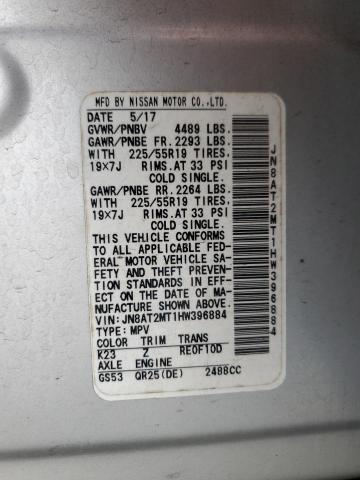 MFD BY NISSAN MOTOR CO.,LTD.
DATE 5/17
GVWR/PNBV 4489 LBS.
GAWR/PNBE FR. 2293 LBS.
WITH 225/55R19 TIRES,
19×7J RIMS.AT 33 PSI
COLD SINGLE.
GAWR/PNBE RR. 2264 LBS.
WITH 225/55R19 TIRES,
19×7J RIMS.AT 33 PSI
COLD SINGLE.
THIS VEHICLE CONFORMS
TO ALL APPLICABLE FED-
ERAL MOTOR VEHICLE SA-
FETY AND THEFT PREVEN-
TION STANDARDS IN EFF-
ECT ON THE DATE OF MA-
NUFACTURE SHOWN ABOVE
VIN:JN8AT2MT1HW396884
TYPE: MPV
COLOR TRIM TRANS
K23 Z RE0F10D
AXLE ENGINE
GS53 QR25(DE) 2488CC
JN8AT2MT1HW396884